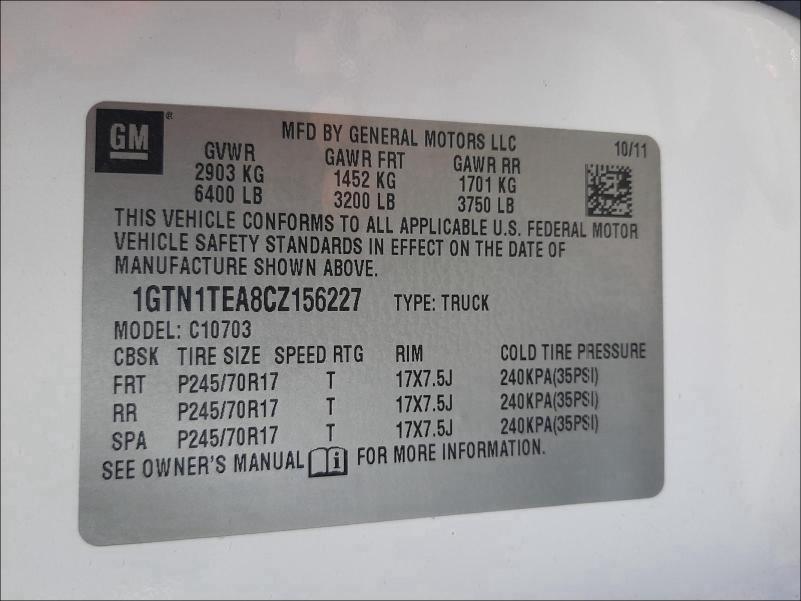 GM ®
MFD BY GENERAL MOTORS LLC 10/11
GVWR GAWR FRT GAWR RR
2903 KG 1452 KG 1701 KG
6400 LB 3200 LB 3750 LB
THIS VEHICLE CONFORMS TO ALL APPLICABLE U.S. FEDERAL MOTOR
VEHICLE SAFETY STANDARDS IN EFFECT ON THE DATE OF
MANUFACTURE SHOWN ABOVE.
1GTN1TEA8CZ156227 TYPE: TRUCK
MODEL: C10703
CBSK TIRE SIZE SPEED RTG RIM COLD TIRE PRESSURE
FRT P245/70R17 T 17X7.5J 240KPA(35PSI)
RR P245/70R17 T 17X7.5J 240KPA(35PSI)
SPA P245/70R17 T 17X7.5J 240KPA(35PSI)
SEE OWNER'S MANUAL i FOR MORE INFORMATION.